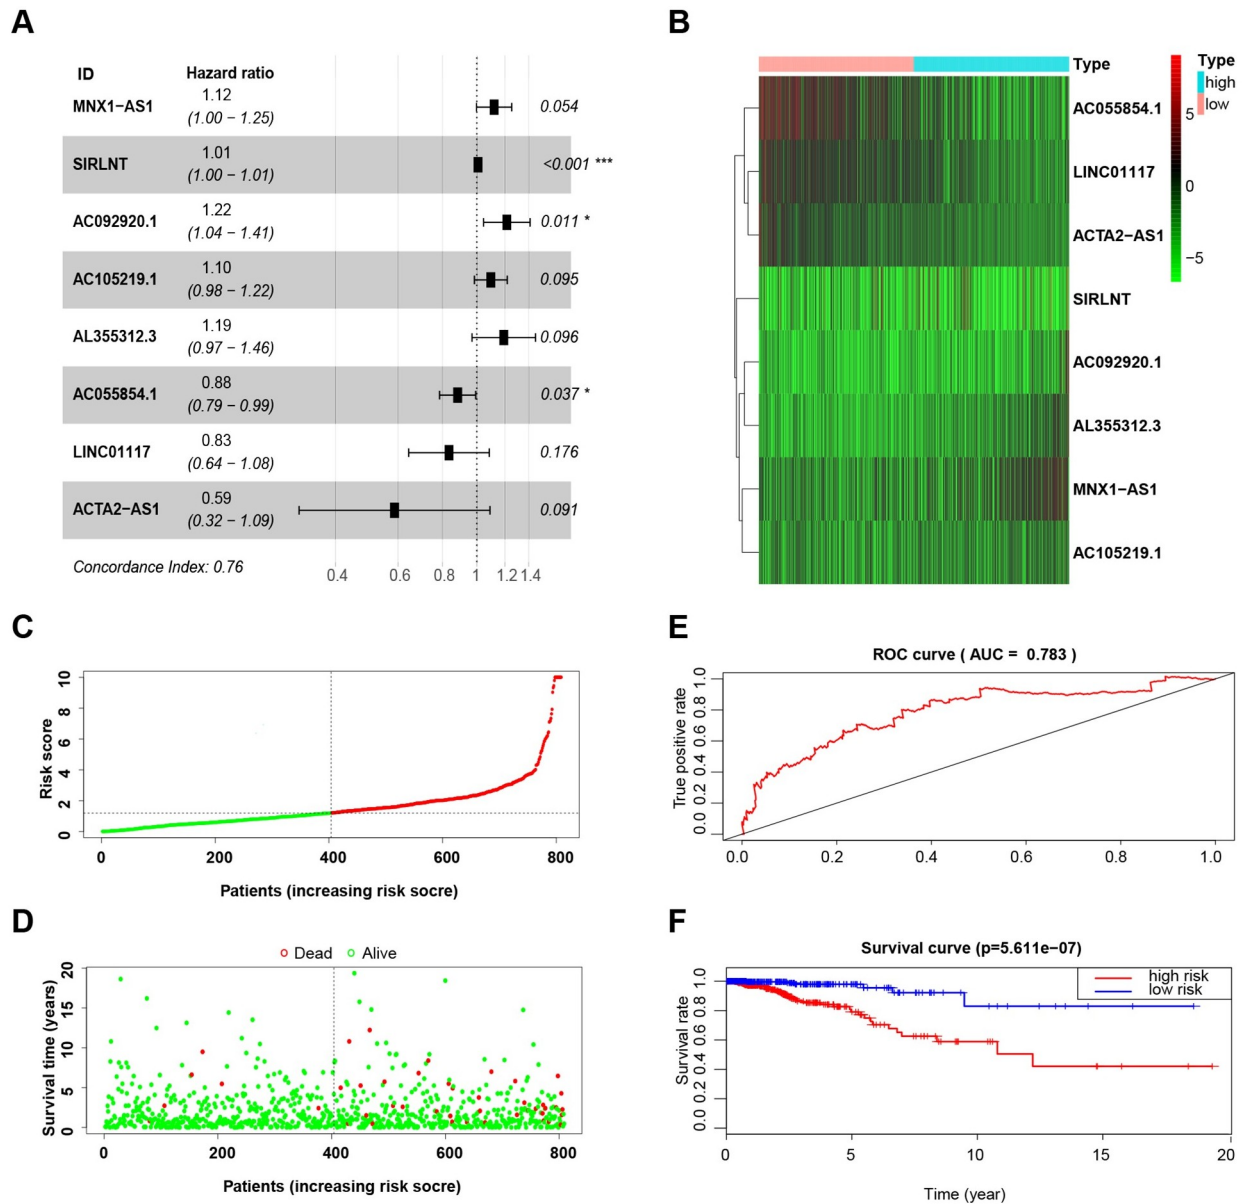 A
ID Hazard ratio
MNX1−AS1 1.12 (1.00 − 1.25) 0.054
SIRLNT 1.01 (1.00 − 1.01) <0.001 ***
AC092920.1 1.22 (1.04 − 1.41) 0.011 *
AC105219.1 1.10 (0.98 − 1.22) 0.095
AL355312.3 1.19 (0.97 − 1.46) 0.096
AC055854.1 0.88 (0.79 − 0.99) 0.037 *
LINC01117 0.83 (0.64 − 1.08) 0.176
ACTA2−AS1 0.59 (0.32 − 1.09) 0.091
Concordance Index: 0.76
0.4 0.6 0.8 1 1.2 1.4
B
Type
AC055854.1
LINC01117
ACTA2−AS1
SIRLNT
AC092920.1
AL355312.3
MNX1−AS1
AC105219.1
5
0
−5
Type
high
low
C
Risk score
0 2 4 6 8 10
0 200 400 600 800
Patients (increasing risk socre)
D
Dead Alive
Survival time (years)
0 5 10 15 20
0 200 400 600 800
Patients (increasing risk socre)
E
ROC curve ( AUC = 0.783 )
True positive rate
0.0 0.2 0.4 0.6 0.8 1.0
0.0 0.2 0.4 0.6 0.8 1.0
F
Survival curve (p=5.611e−07)
high risk
low risk
Survival rate
0.0 0.2 0.4 0.6 0.8 1.0
0 5 10 15 20
Time (year)